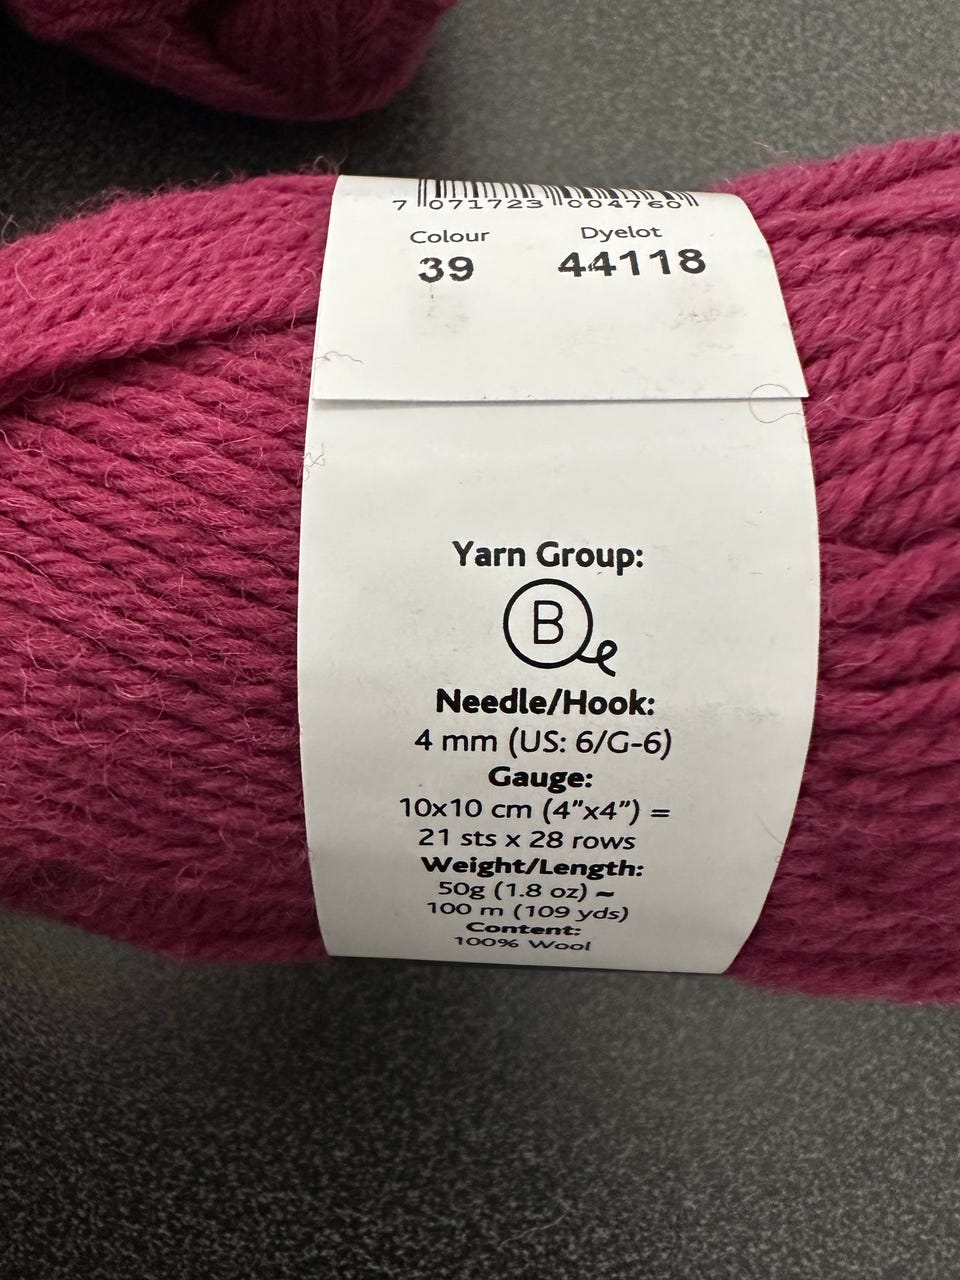 7 071723 004760
Colour Dyelot
39 44118
Yarn Group:
B
Needle/Hook:
4 mm (US: 6/G-6)
Gauge:
10x10 cm (4"x4") =
21 sts x 28 rows
Weight/Length:
50g (1.8 oz) ~
100 m (109 yds)
Content:
100% Wool